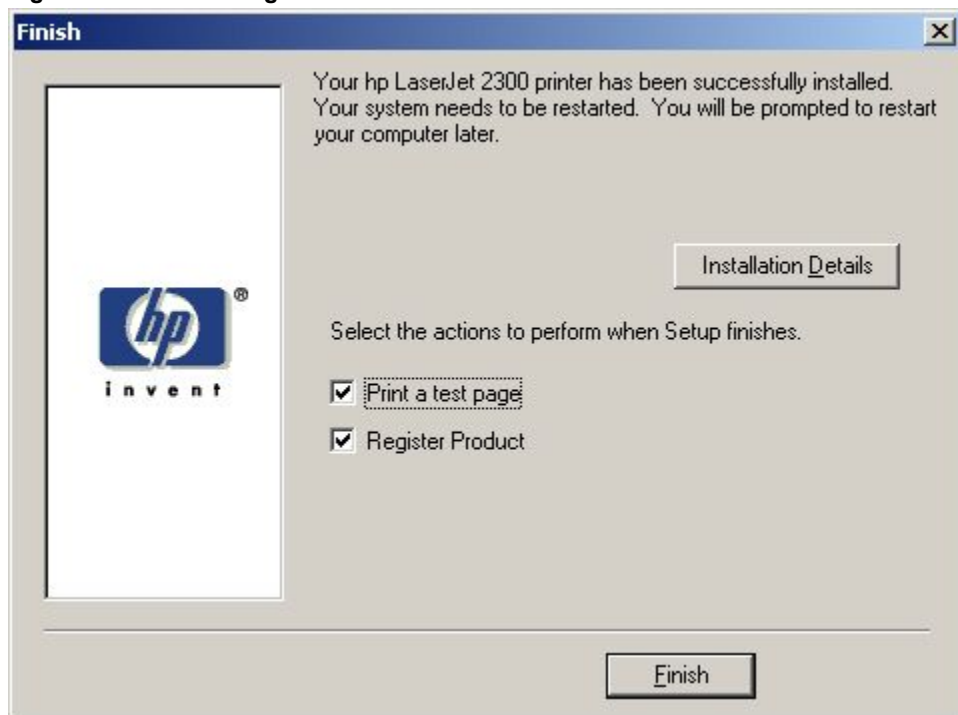 Finish
Your hp LaserJet 2300 printer has been successfully installed.
Your system needs to be restarted.  You will be prompted to restart
your computer later.
Installation Details
hp®
invent
Select the actions to perform when Setup finishes.
Print a test page
Register Product
Finish